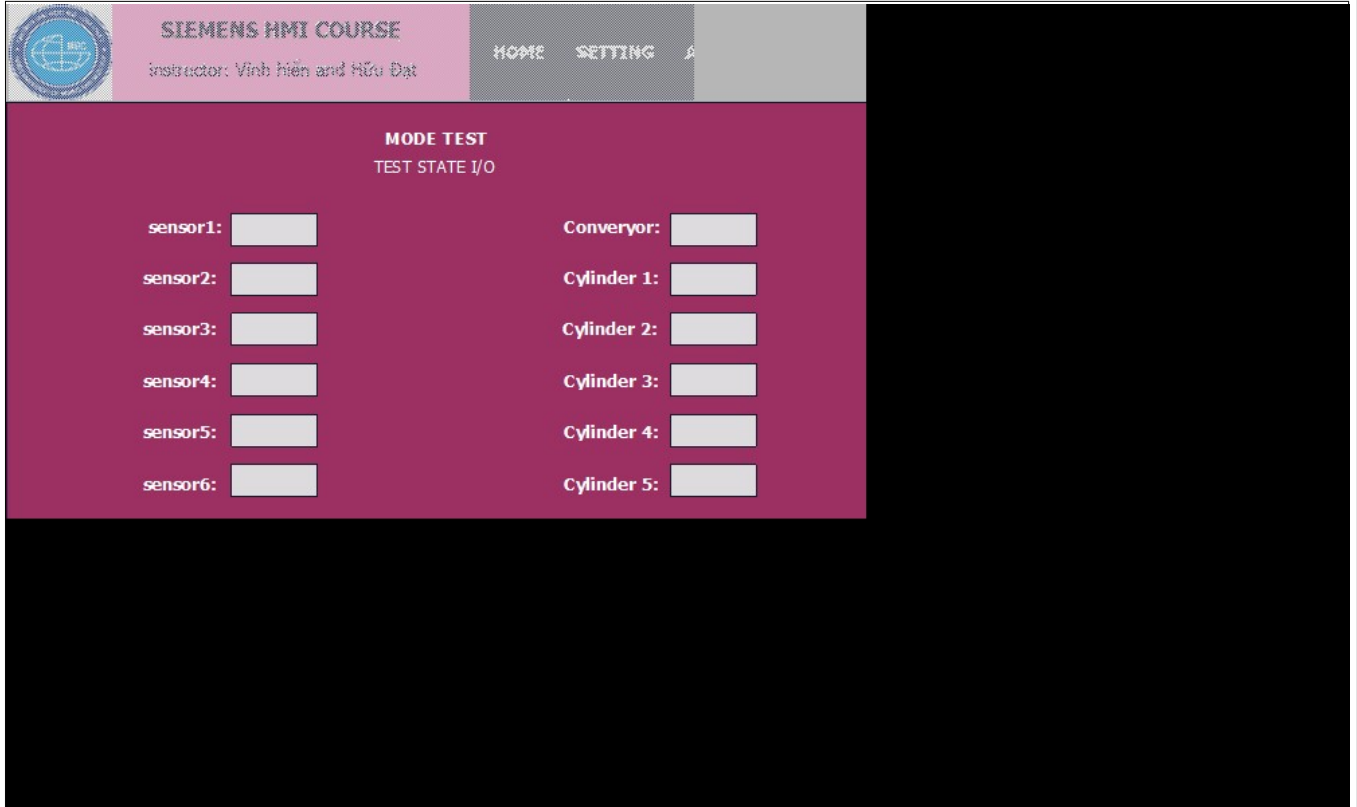 SIEMENS HMI COURSE
instructor: Vinh hiển and Hữu Đạt
HOME SETTING
MODE TEST
TEST STATE I/O
sensor1:
sensor2:
sensor3:
sensor4:
sensor5:
sensor6:
Converyor:
Cylinder 1:
Cylinder 2:
Cylinder 3:
Cylinder 4:
Cylinder 5: